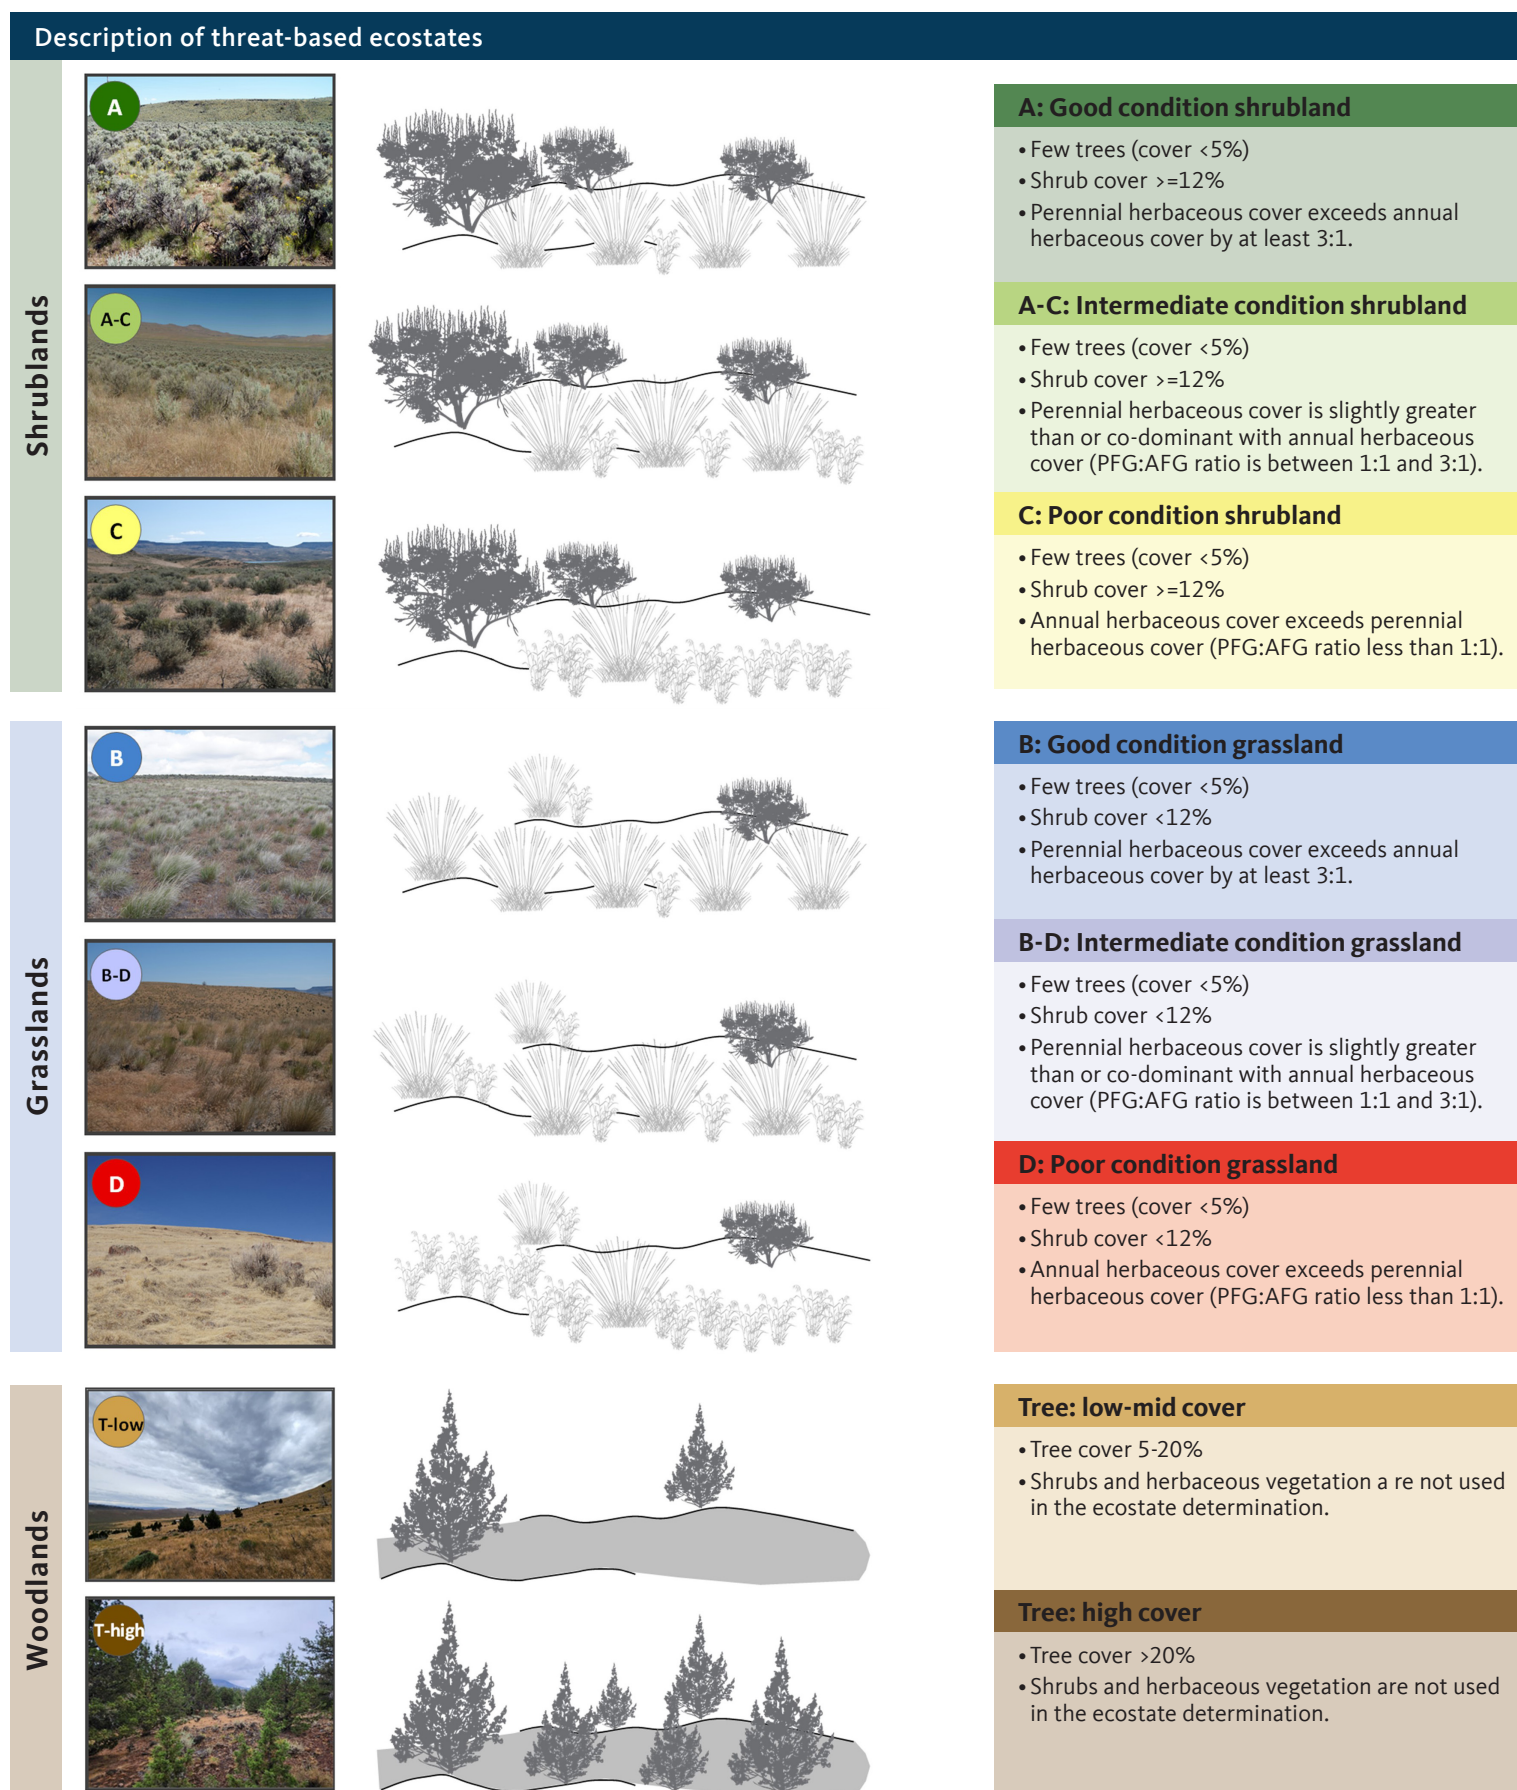 Description of threat-based ecostates
Shrublands
A
A: Good condition shrubland
• Few trees (cover <5%)
• Shrub cover >=12%
• Perennial herbaceous cover exceeds annual
herbaceous cover by at least 3:1.
A-C
A-C: Intermediate condition shrubland
• Few trees (cover <5%)
• Shrub cover >=12%
• Perennial herbaceous cover is slightly greater
than or co-dominant with annual herbaceous
cover (PFG:AFG ratio is between 1:1 and 3:1).
C
C: Poor condition shrubland
• Few trees (cover <5%)
• Shrub cover >=12%
• Annual herbaceous cover exceeds perennial
herbaceous cover (PFG:AFG ratio less than 1:1).
Grasslands
B
B: Good condition grassland
• Few trees (cover <5%)
• Shrub cover <12%
• Perennial herbaceous cover exceeds annual
herbaceous cover by at least 3:1.
B-D
B-D: Intermediate condition grassland
• Few trees (cover <5%)
• Shrub cover <12%
• Perennial herbaceous cover is slightly greater
than or co-dominant with annual herbaceous
cover (PFG:AFG ratio is between 1:1 and 3:1).
D
D: Poor condition grassland
• Few trees (cover <5%)
• Shrub cover <12%
• Annual herbaceous cover exceeds perennial
herbaceous cover (PFG:AFG ratio less than 1:1).
Woodlands
T-low
Tree: low-mid cover
• Tree cover 5-20%
• Shrubs and herbaceous vegetation a re not used
in the ecostate determination.
T-high
Tree: high cover
• Tree cover >20%
• Shrubs and herbaceous vegetation are not used
in the ecostate determination.